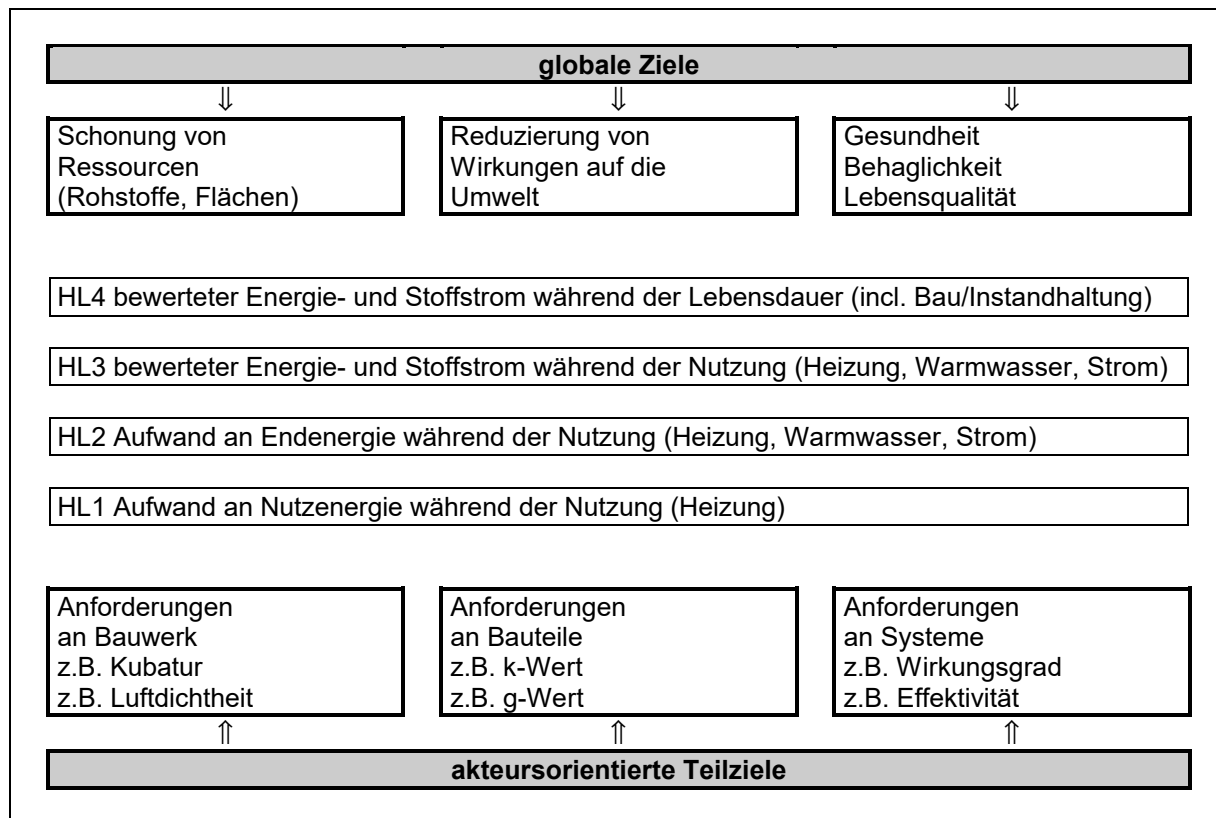 globale Ziele
⇓ ⇓ ⇓
Schonung von
Ressourcen
(Rohstoffe, Flächen)
Reduzierung von
Wirkungen auf die
Umwelt
Gesundheit
Behaglichkeit
Lebensqualität
HL4 bewerteter Energie- und Stoffstrom während der Lebensdauer (incl. Bau/Instandhaltung)
HL3 bewerteter Energie- und Stoffstrom während der Nutzung (Heizung, Warmwasser, Strom)
HL2 Aufwand an Endenergie während der Nutzung (Heizung, Warmwasser, Strom)
HL1 Aufwand an Nutzenergie während der Nutzung (Heizung)
Anforderungen
an Bauwerk
z.B. Kubatur
z.B. Luftdichtheit
Anforderungen
an Bauteile
z.B. k-Wert
z.B. g-Wert
Anforderungen
an Systeme
z.B. Wirkungsgrad
z.B. Effektivität
⇑ ⇑ ⇑
akteursorientierte Teilziele